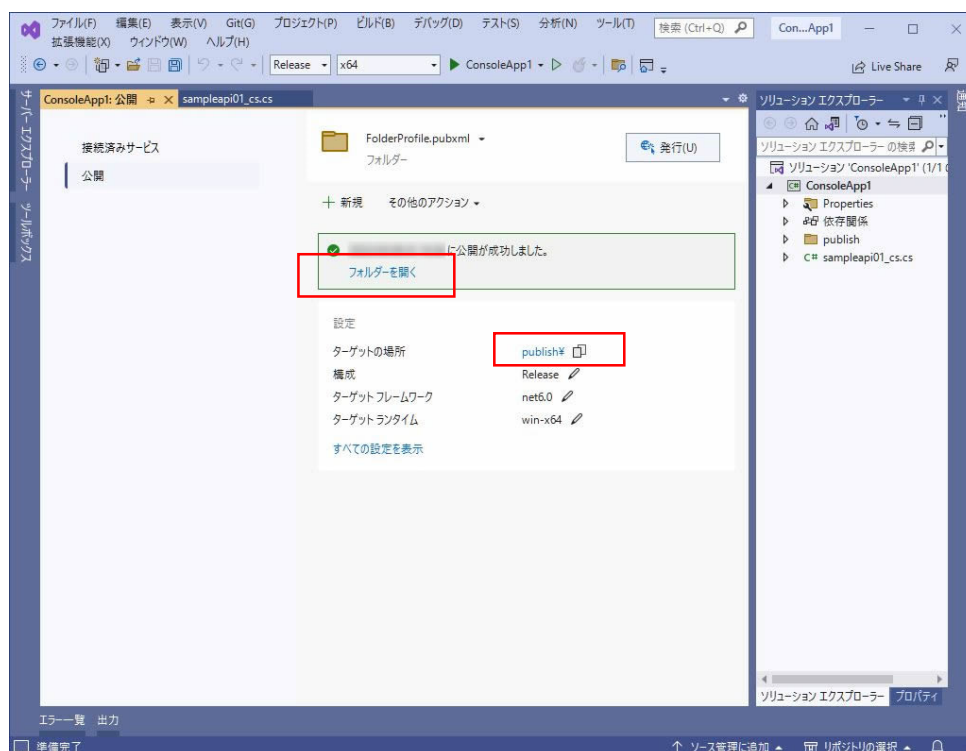 ファイル(F) 編集(E) 表示(V) Git(G) プロジェクト(P) ビルド(B) デバッグ(D) テスト(S) 分析(N) ツール(T) 検索 (Ctrl+Q) Con...App1
拡張機能(X) ウィンドウ(W) ヘルプ(H)
Release x64 ConsoleApp1 Live Share
サーバー エクスプローラー
ツールボックス
ConsoleApp1: 公開 sampleapi01_cs.cs
接続済みサービス
公開
FolderProfile.pubxml
フォルダー
発行(U)
新規 その他のアクション
に公開が成功しました。
フォルダーを開く
設定
ターゲットの場所 publish¥
構成 Release
ターゲット フレームワーク net6.0
ターゲット ランタイム win-x64
すべての設定を表示
ソリューション エクスプローラー
ソリューション エクスプローラー の検索
ソリューション 'ConsoleApp1' (1/1
ConsoleApp1
Properties
依存関係
publish
C# sampleapi01_cs.cs
ソリューション エクスプローラー プロパティ
エラー一覧 出力
準備完了 ソース管理に追加 リポジトリの選択